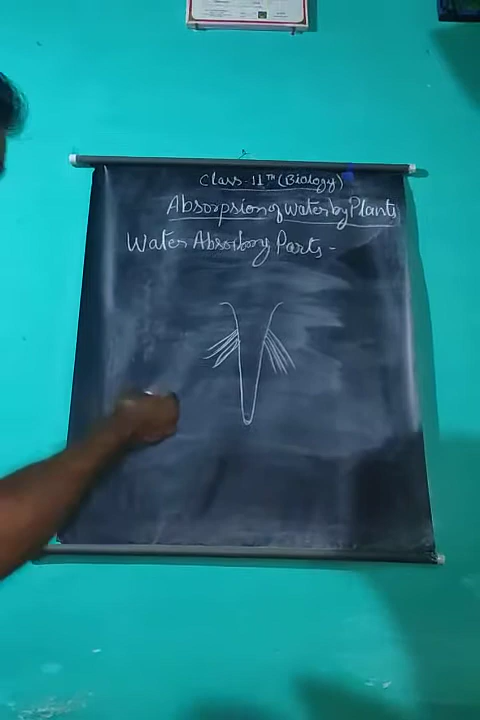 Class-11Th (Biology)
Absorpsion of water by Plants
Water Absorbing Parts-